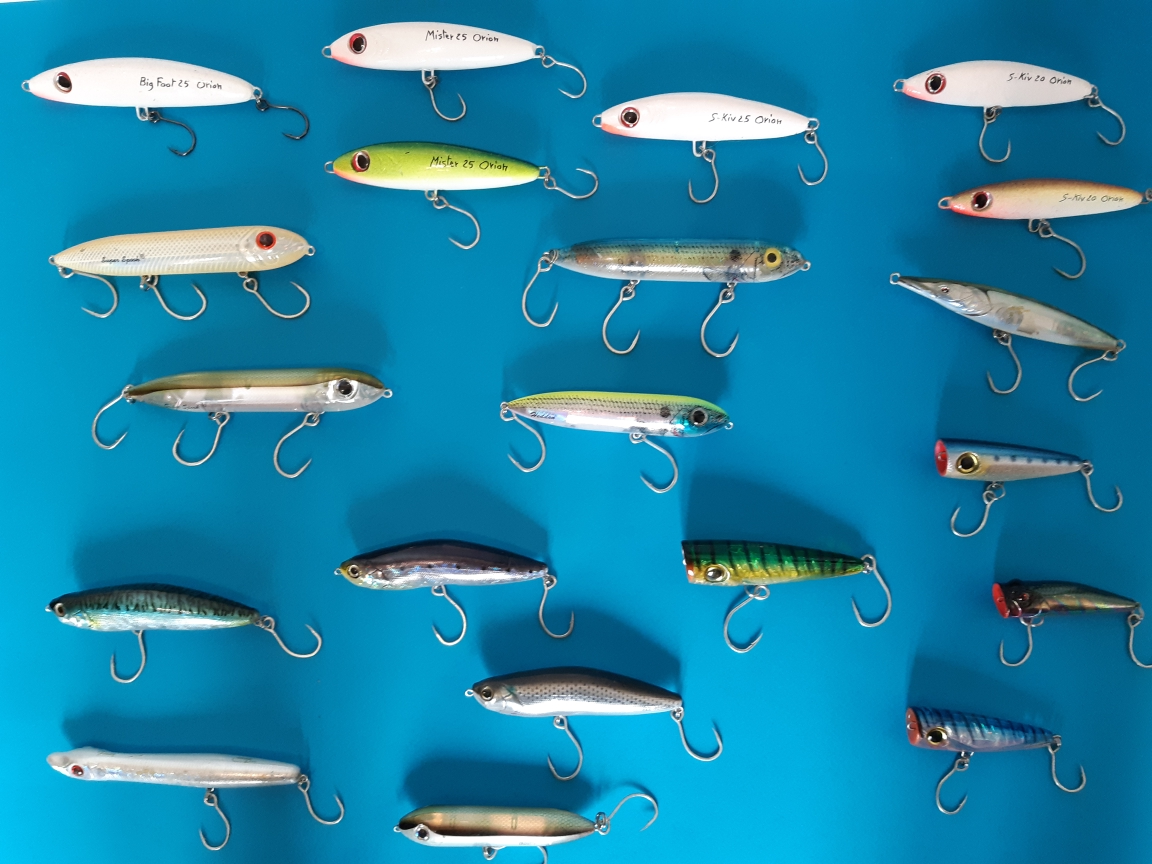 Mister 25 Orion
Big Foot 25 Orion
S-Kiv 20 Orion
S-Kiv 25 Orion
Mister 25 Orion
S-Kiv 20 Orion
Super Spook
Heddon